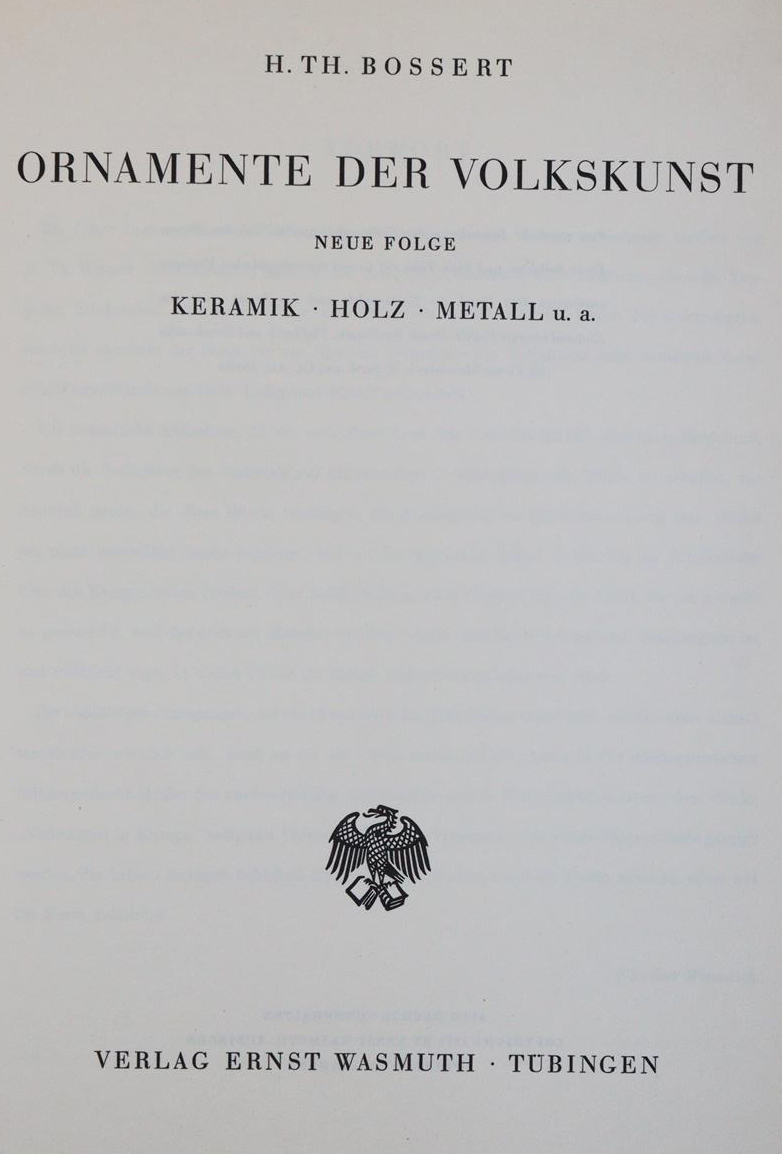 H. TH. BOSSERT
ORNAMENTE DER VOLKSKUNST
NEUE FOLGE
KERAMIK · HOLZ · METALL u. a.
VERLAG ERNST WASMUTH · TÜBINGEN